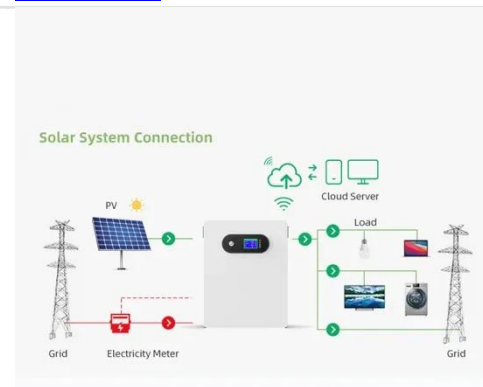 Solar System Connection
Cloud Server
PV
Load
Grid
Electricity Meter
Grid